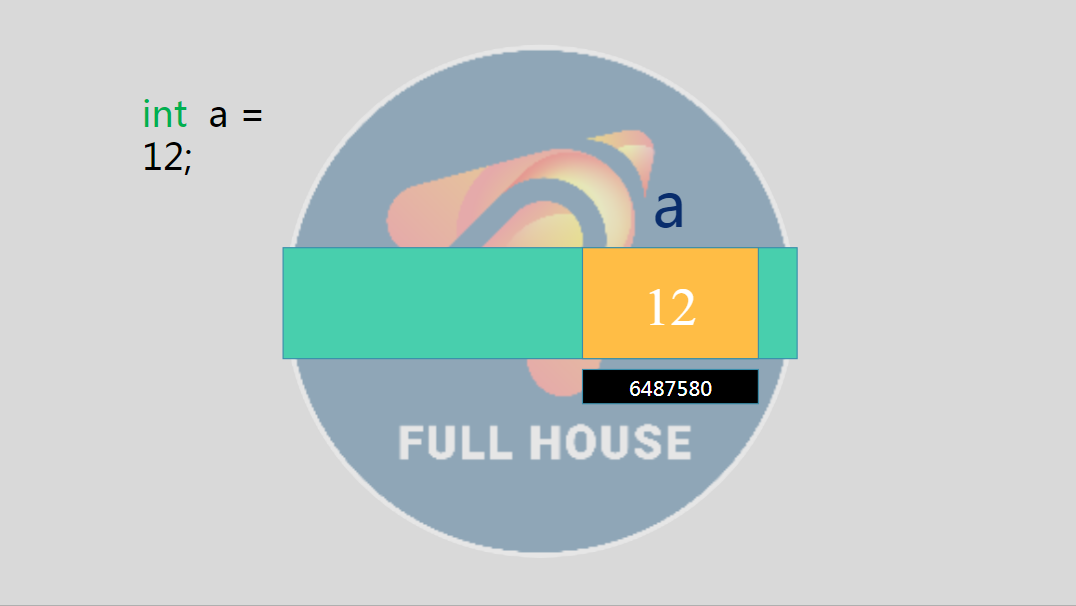 int a =
12;
a
12
6487580
FULL HOUSE